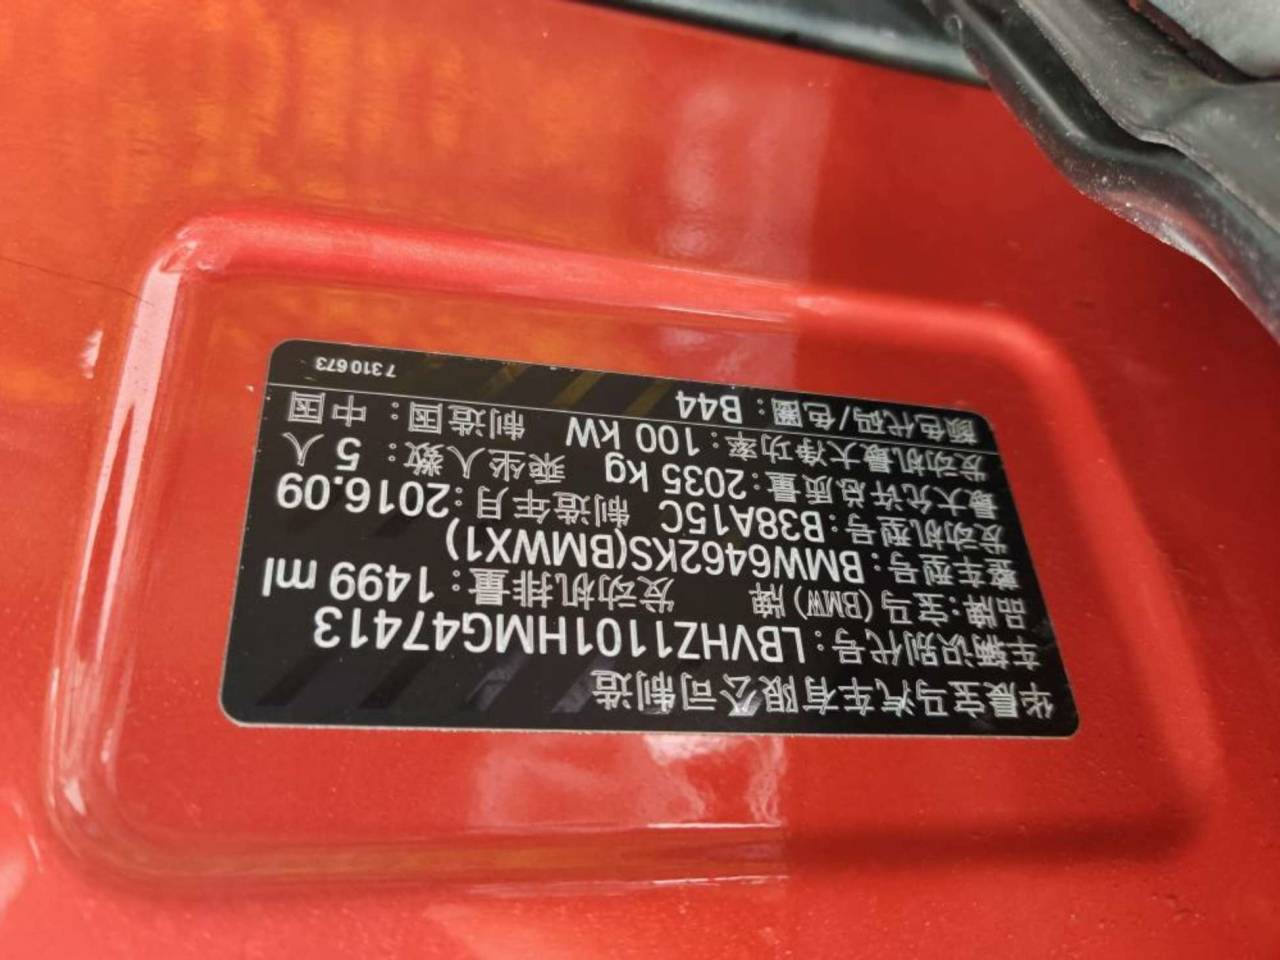 华晨宝马汽车有限公司制造
车辆识别代号：LBVHZ1101HMG47413
品牌：宝马(BMW)牌 发动机排量：1499 ml
整车型号：BMW6462KS(BMWX1)
发动机型号：B38A15C 制造年月：2016.09
最大允许总质量：2035 kg 乘坐人数：5 人
发动机最大净功率：100 kW 制造国：中国
颜色代码/色圈：B44
7 310 673